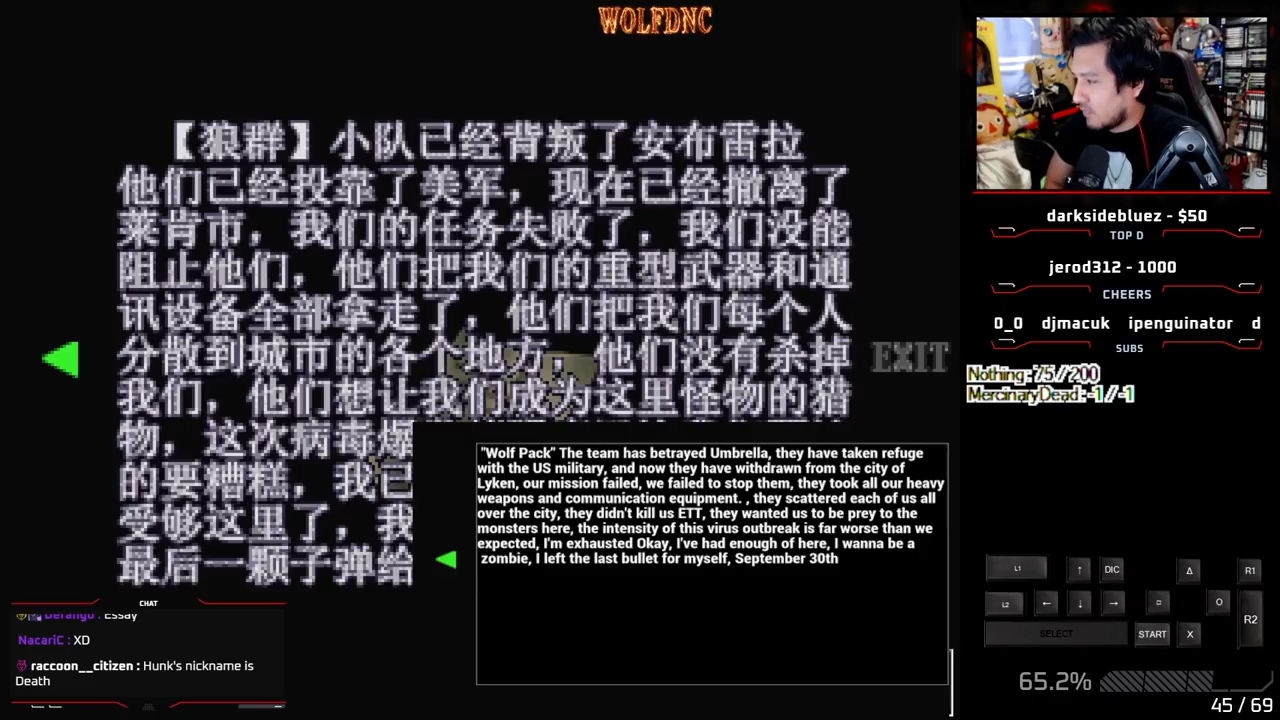 WOLFDNC
【狼群】小队已经背叛了安布雷拉
他们已经投靠了美军，现在已经撤离了
莱肯市，我们的任务失败了，我们没能
阻止他们，他们把我们的重型武器和通
讯设备全部拿走了，他们把我们每个人
分散到城市的各个地方，他们没有杀掉
我们，他们想让我们成为这里怪物的猎
物，这次病毒爆
的要糟糕，我已
受够这里了，我
最后一颗子弹给
EXIT
"Wolf Pack" The team has betrayed Umbrella, they have taken refuge
with the US military, and now they have withdrawn from the city of
Lyken, our mission failed, we failed to stop them, they took all our heavy
weapons and communication equipment. , they scattered each of us all
over the city, they didn't kill us ETT, they wanted us to be prey to the
monsters here, the intensity of this virus outbreak is far worse than we
expected, I'm exhausted Okay, I've had enough of here, I wanna be a
zombie, I left the last bullet for myself, September 30th
CHAT
Derango : Essay
NacariC : XD
raccoon__citizen : Hunk's nickname is
Death
darksidebluez - $50
TOP D
jerod312 - 1000
CHEERS
0_0 djmacuk ipenguinator d
SUBS
Nothing: 75/200
MercinaryDead: -1/-1
L1
↑
DIC
Δ
R1
L2
←
↓
→
□
O
R2
SELECT
START
X
65.2%
45 / 69